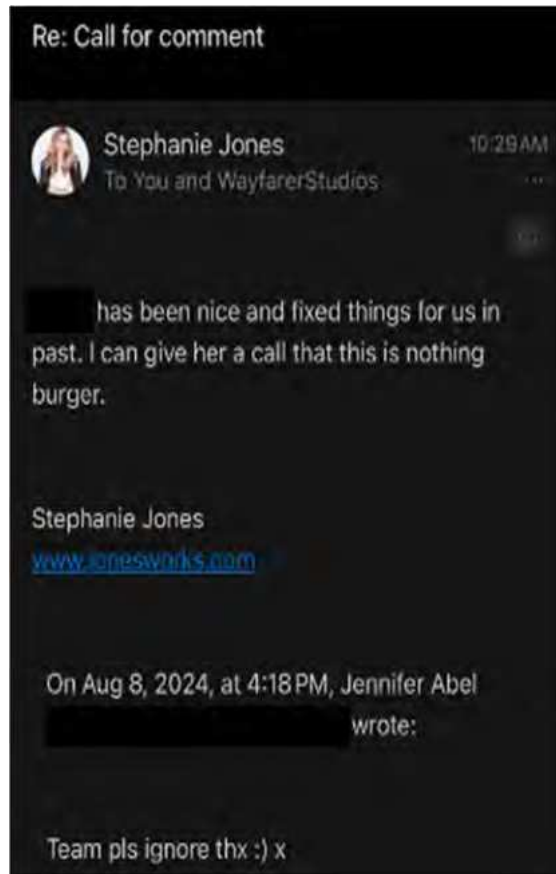 Re: Call for comment
Stephanie Jones
10:29 AM
To You and WayfarerStudios
has been nice and fixed things for us in
past. I can give her a call that this is nothing
burger.
Stephanie Jones
www.jonesworks.com
On Aug 8, 2024, at 4:18 PM, Jennifer Abel
wrote:
Team pls ignore thx :) x